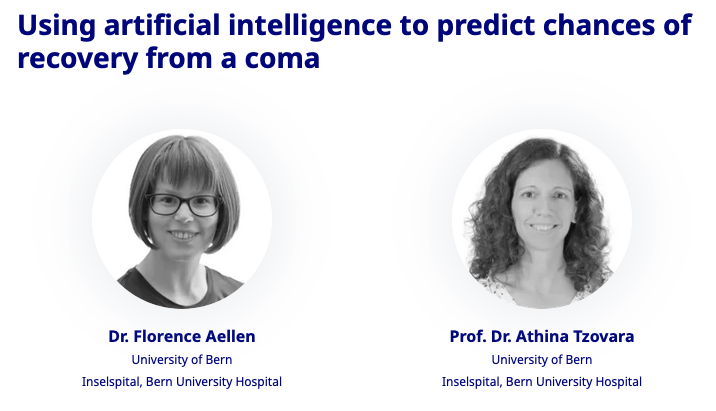 Using artificial intelligence to predict chances of
recovery from a coma
Dr. Florence Aellen
University of Bern
Inselspital, Bern University Hospital
Prof. Dr. Athina Tzovara
University of Bern
Inselspital, Bern University Hospital